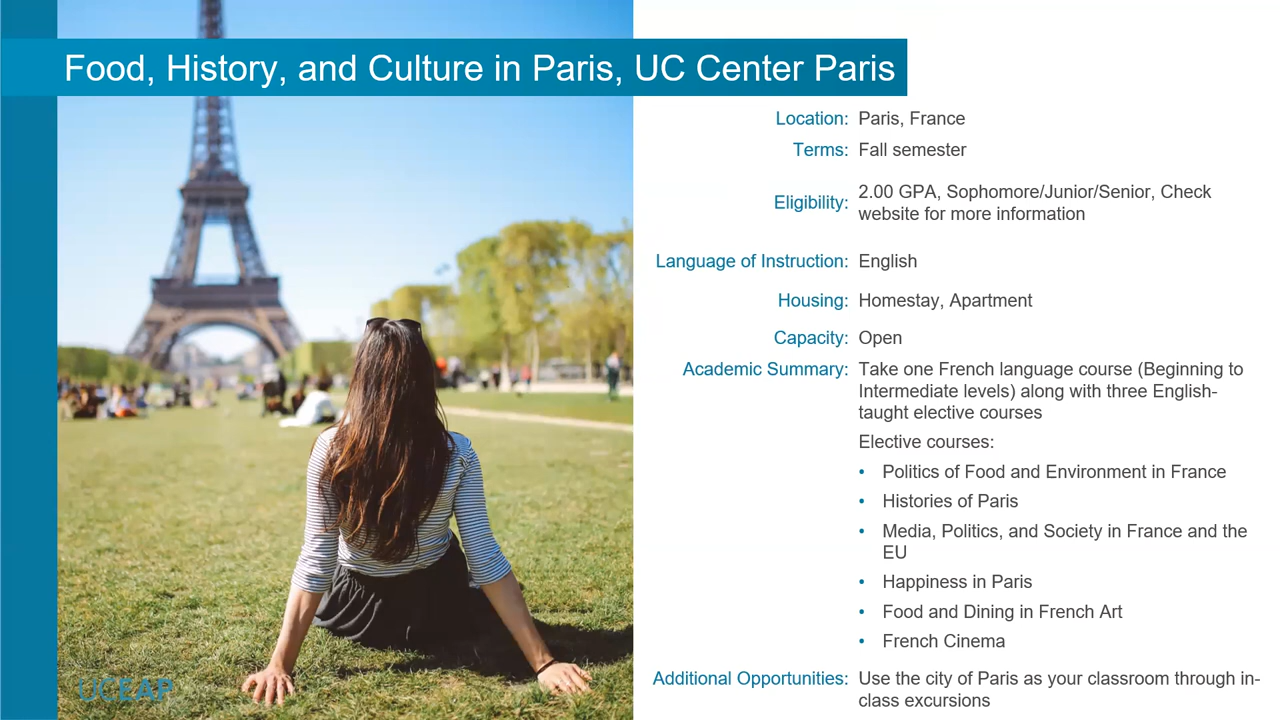 Food, History, and Culture in Paris, UC Center Paris
Location: Paris, France
Terms: Fall semester
Eligibility: 2.00 GPA, Sophomore/Junior/Senior, Check
website for more information
Language of Instruction: English
Housing: Homestay, Apartment
Capacity: Open
Academic Summary: Take one French language course (Beginning to
Intermediate levels) along with three English-
taught elective courses
Elective courses:
• Politics of Food and Environment in France
• Histories of Paris
• Media, Politics, and Society in France and the
EU
• Happiness in Paris
• Food and Dining in French Art
• French Cinema
Additional Opportunities: Use the city of Paris as your classroom through in-
class excursions
UCEAP